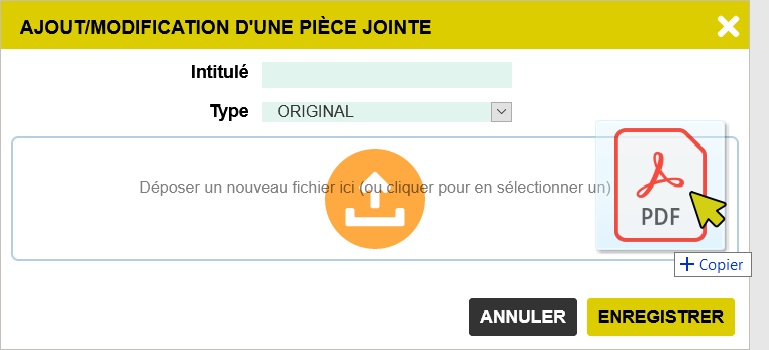 AJOUT/MODIFICATION D'UNE PIÈCE JOINTE
Intitulé
Type ORIGINAL
Déposer un nouveau fichier ici (ou cliquer pour en sélectionner un)
PDF
Copier
ANNULER ENREGISTRER